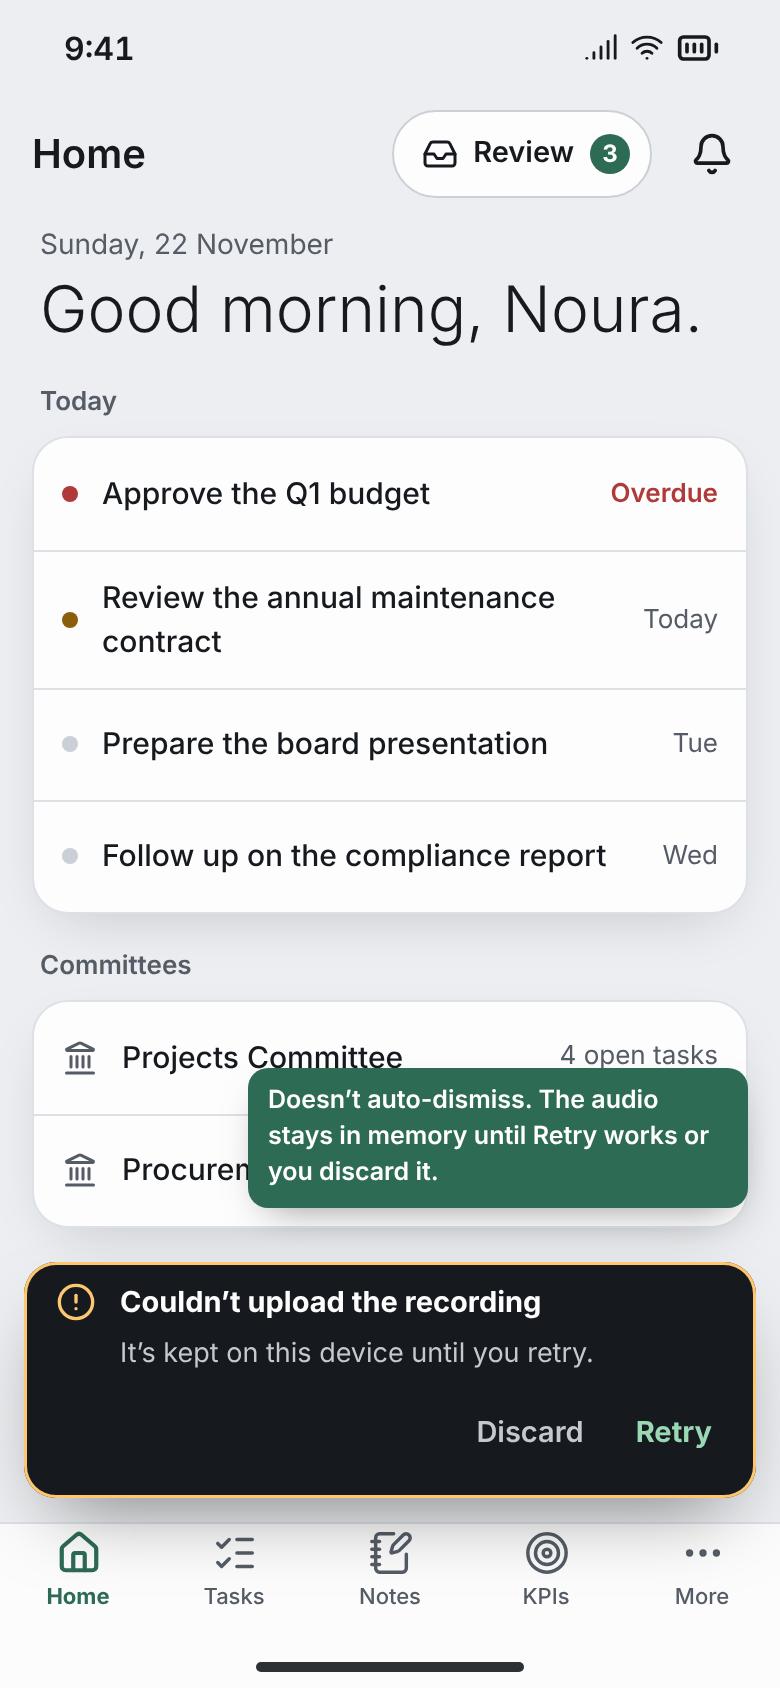 9:41
Home
Review 3
Sunday, 22 November
Good morning, Noura.
Today
Approve the Q1 budget Overdue
Review the annual maintenance
contract
Today
Prepare the board presentation Tue
Follow up on the compliance report Wed
Committees
Projects Committee 4 open tasks
Doesn’t auto-dismiss. The audio
stays in memory until Retry works or
you discard it.
Couldn’t upload the recording
It’s kept on this device until you retry.
Discard Retry
Home Tasks Notes KPIs More